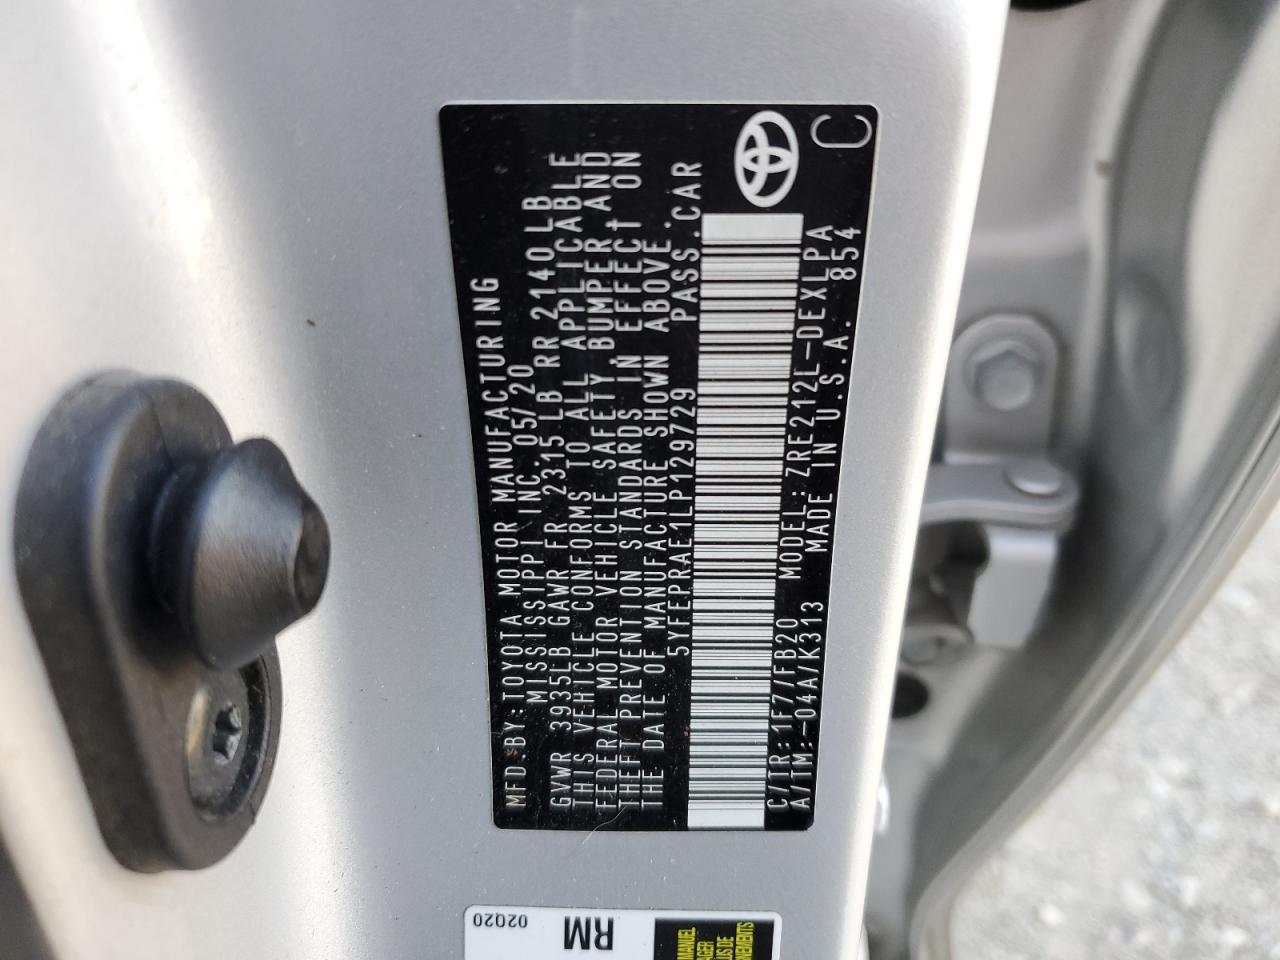 MFD.BY:TOYOTA MOTOR MANUFACTURING
MISSISSIPPI INC.05/20
GVWR 3935LB GAWR FR 2315LB RR 2140LB
THIS VEHICLE CONFORMS TO ALL APPLICABLE
FEDERAL MOTOR VEHICLE SAFETY,BUMPER,AND
THEFT PREVENTION STANDARDS IN EFFECT ON
THE DATE OF MANUFACTURE SHOWN ABOVE.
5YFEPRAE1LP129729 PASS.CAR
C/TR:1F7/FB20 MODEL:ZRE212L-DEXLPA
A/TM:-04A/K313 MADE IN U.S.A. 854
C
02Q20
RM
MANUEL